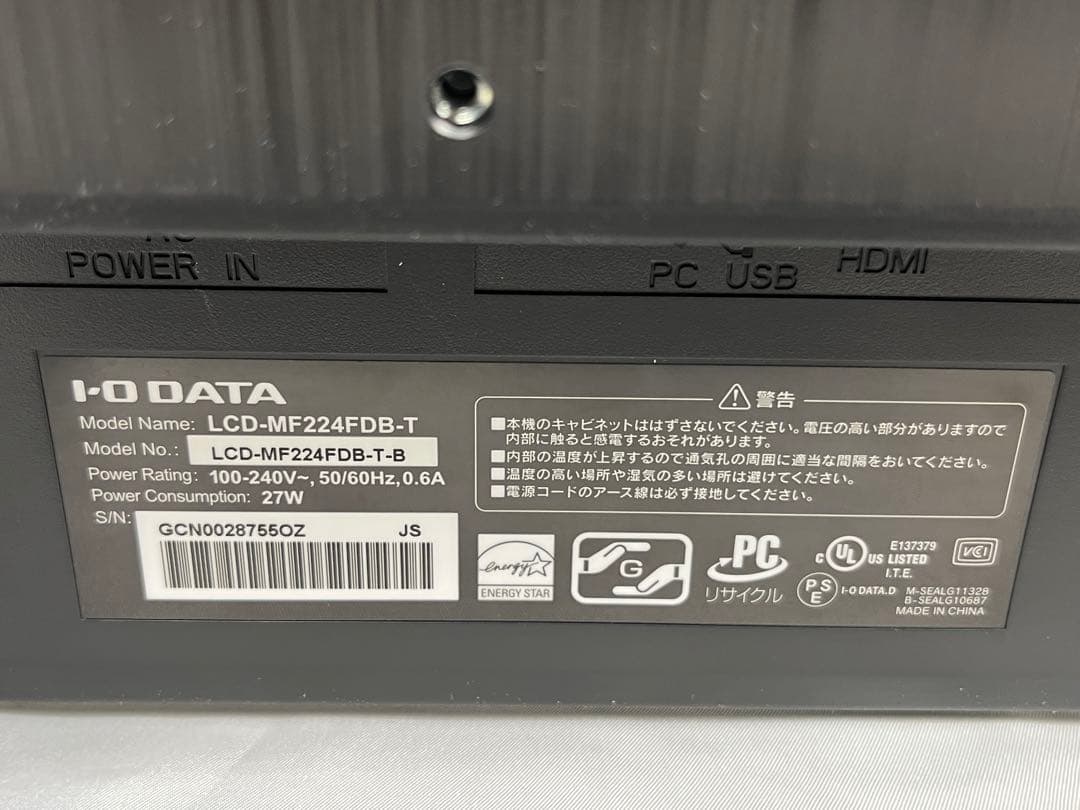 POWER IN
PC USB
HDMI
I-O DATA
Model Name: LCD-MF224FDB-T
Model No.: LCD-MF224FDB-T-B
Power Rating: 100-240V~, 50/60Hz, 0.6A
Power Consumption: 27W
S/N:
GCN0028755OZ JS
警告
■本機のキャビネットははずさないでください。電圧の高い部分がありますので
内部に触ると感電するおそれがあります。
■内部の温度が上昇するので通気孔の周囲に適当な間隔をおいてください。
■温度の高い場所や湿気の多い場所は避けてください。
■電源コードのアース線は必ず接地してください。
energy
ENERGY STAR
G
PC
リサイクル
c UL US LISTED
E137379
I.T.E.
VCI
PSE
I-O DATA.D
M-SEALG11328
B-SEALG10687
MADE IN CHINA